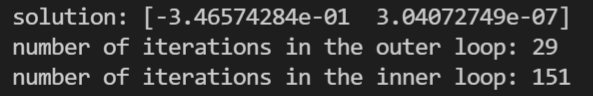 solution: [-3.46574284e-01  3.04072749e-07]
number of iterations in the outer loop: 29
number of iterations in the inner loop: 151